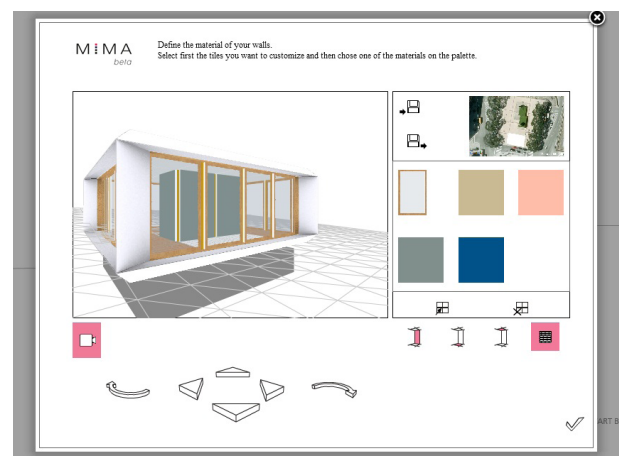 MIMA
beta
Define the material of your walls.
Select first the tiles you want to customize and then chose one of the materials on the palette.
ART B